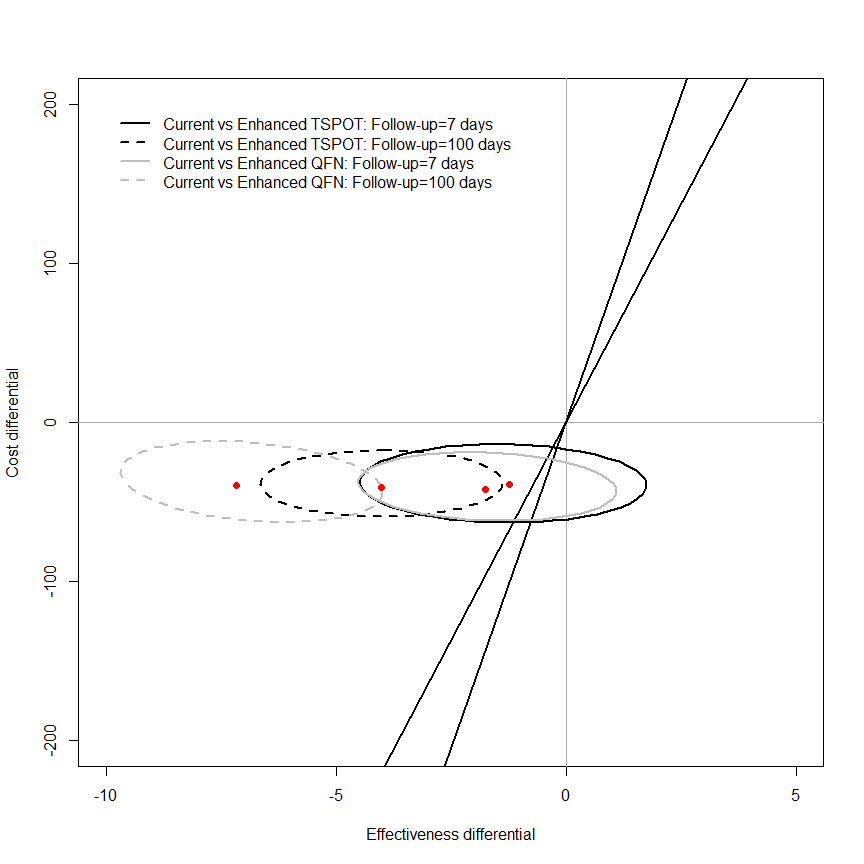 Current vs Enhanced TSPOT: Follow-up=7 days
Current vs Enhanced TSPOT: Follow-up=100 days
Current vs Enhanced QFN: Follow-up=7 days
Current vs Enhanced QFN: Follow-up=100 days
200
100
0
-100
-200
Cost differential
-10
-5
0
5
Effectiveness differential